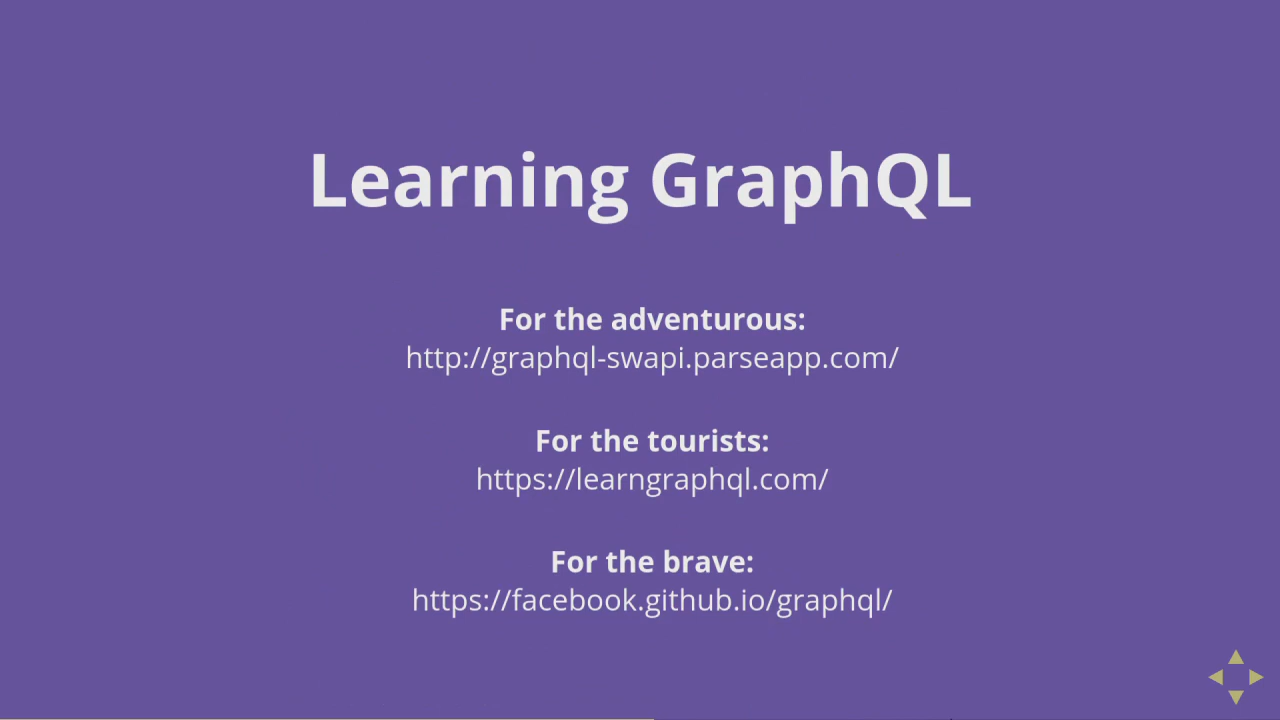 Learning GraphQL
For the adventurous:
http://graphql-swapi.parseapp.com/
For the tourists:
https://learngraphql.com/
For the brave:
https://facebook.github.io/graphql/